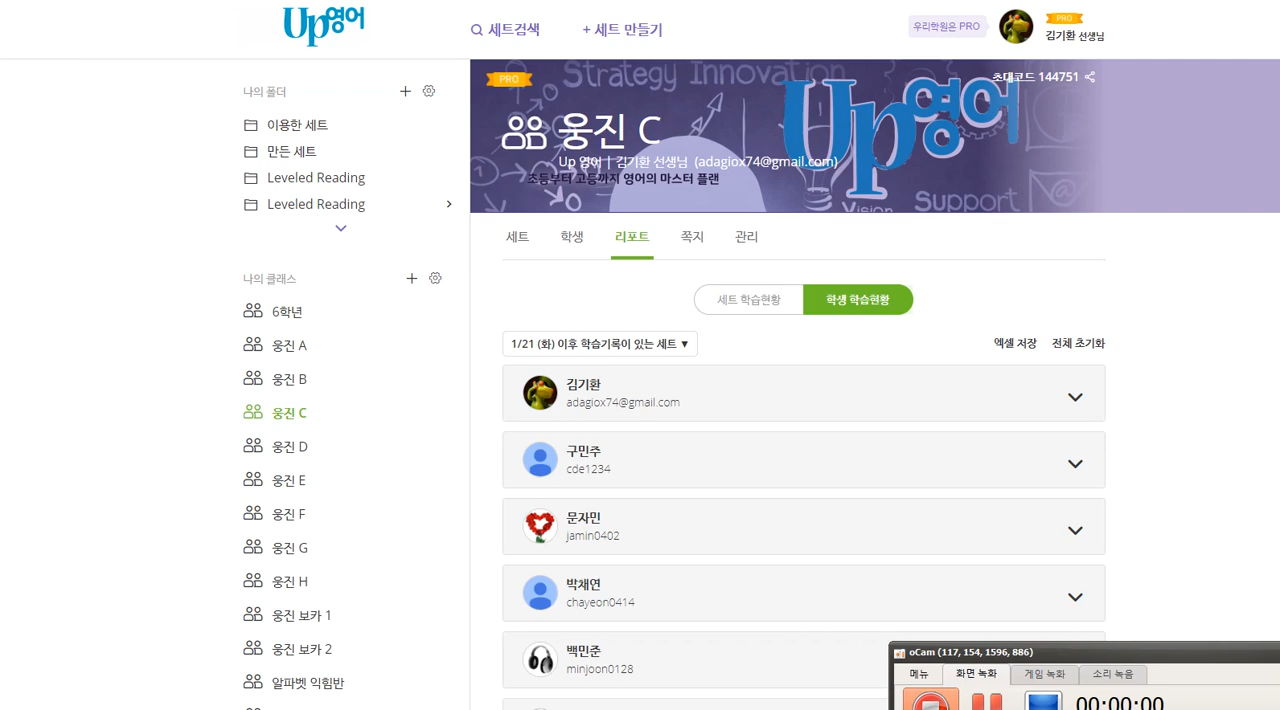 Up영어
세트검색
+ 세트 만들기
우리학원은 PRO
PRO
김기환 선생님
나의 폴더
이용한 세트
만든 세트
Leveled Reading
Leveled Reading
나의 클래스
6학년
웅진 A
웅진 B
웅진 C
웅진 D
웅진 E
웅진 F
웅진 G
웅진 H
웅진 보카 1
웅진 보카 2
알파벳 익힘반
PRO
Strategy Innovation
초대코드 144751
Up영어
웅진 C
Up 영어 | 김기환 선생님 (adagiox74@gmail.com)
초등부터 고등까지 영어의 마스터 플랜
Support
Vision
세트 학생 리포트 쪽지 관리
세트 학습현황 학생 학습현황
1/21 (화) 이후 학습기록이 있는 세트 ▼
엑셀 저장 전체 초기화
김기환
adagiox74@gmail.com
구민주
cde1234
문자민
jamin0402
박채연
chayeon0414
백민준
minjoon0128
oCam (117, 154, 1596, 886)
메뉴 화면 녹화 게임 녹화 소리 녹음
00:00:00